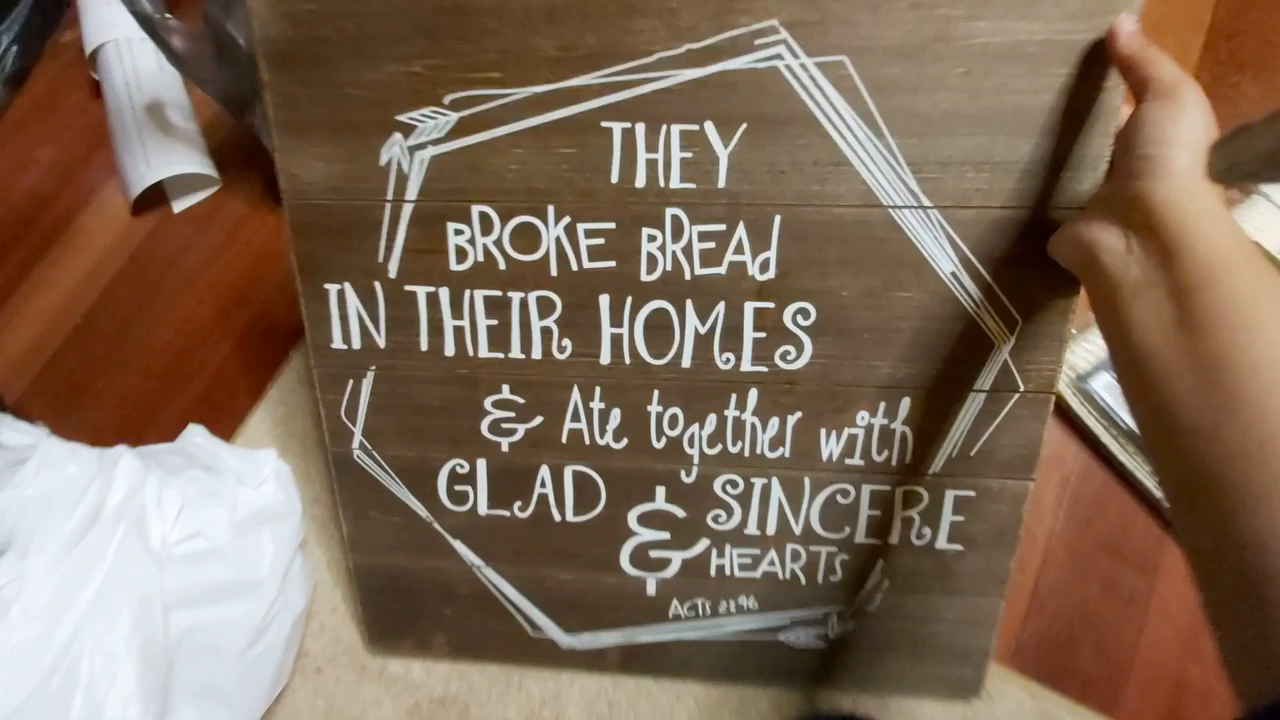 THEY
BROKE BREAd
IN THEIR HOMES
& Ate together with
GLAD & SINCERE
HEARTS
ACTS 2:46